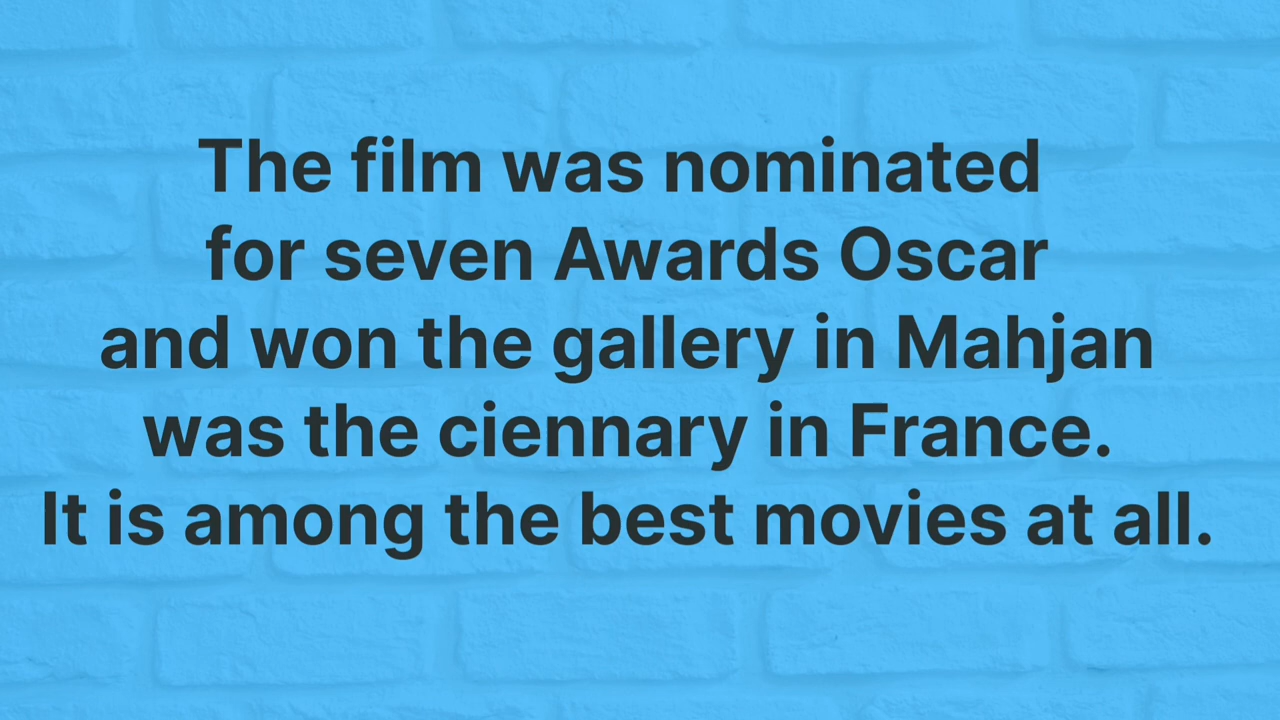 The film was nominated
for seven Awards Oscar
and won the gallery in Mahjan
was the ciennary in France.
It is among the best movies at all.